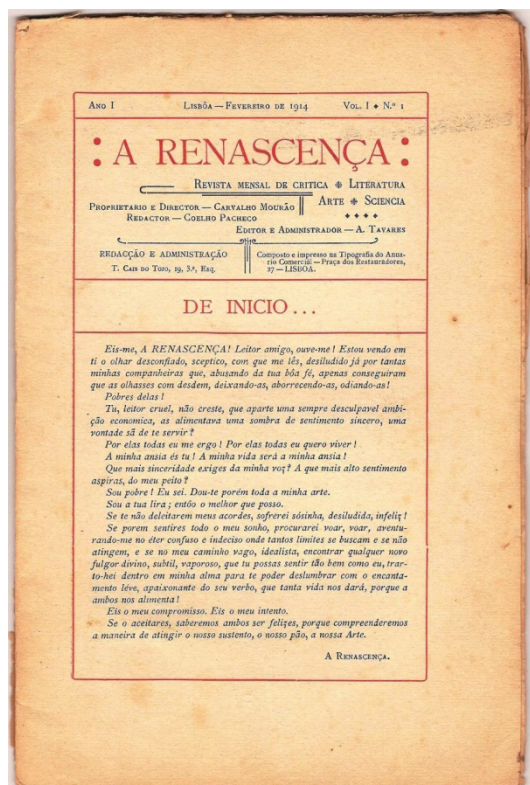 ANO I LISBÔA — FEVEREIRO DE 1914 VOL. I • N.º 1
: A RENASCENÇA :
REVISTA MENSAL DE CRITICA LITERATURA
ARTE SCIENCIA
PROPRIETARIO E DIRECTOR — CARVALHO MOURÃO
REDACTOR — COELHO PACHECO
EDITOR E ADMINISTRADOR — A. TAVARES
REDACÇÃO E ADMINISTRAÇÃO
T. CAIS DO TOJO, 19, 3.º, ESQ.
Composto e impresso na Tipografia do Annua-
rio Comercial — Praça dos Restauradores,
27 — LISBOA.
DE INICIO...
Eis-me, A RENASCENÇA! Leitor amigo, ouve-me! Estou vendo em
ti o olhar desconfiado, sceptico, com que me lês, desiludido já por tantas
minhas companheiras que, abusando da tua bôa fé, apenas conseguiram
que as olhasses com desdem, deixando-as, aborrecendo-as, odiando-as!
Pobres delas!
Tu, leitor cruel, não creste, que aparte uma sempre desculpavel ambi-
ção economica, as alimentava uma sombra de sentimento sincero, uma
vontade sã de te servir?
Por elas todas eu me ergo! Por elas todas eu quero viver!
A minha ansia és tu! A minha vida será a minha ansia!
Que mais sinceridade exiges da minha voz? A que mais alto sentimento
aspiras, do meu peito?
Sou pobre! Eu sei. Dou-te porém toda a minha arte.
Sou a tua lira; entôo o melhor que posso.
Se te não deleitarem meus acordes, sofrerei sósinha, desiludida, infeliz!
Se porem sentires todo o meu sonho, procurarei voar, voar, aventu-
rando-me no éter confuso e indeciso onde tantos limites se buscam e se não
atingem, e se no meu caminho vago, idealista, encontrar qualquer novo
fulgor divino, subtil, vaporoso, que tu possas sentir tão bem como eu, trar-
to-hei dentro em minha alma para te poder deslumbrar com o encanta-
mento léve, apaixonante do seu verbo, que tanta vida nos dará, porque a
ambos nos alimenta!
Eis o meu compromisso. Eis o meu intento.
Se o aceitares, saberemos ambos ser felizes, porque compreenderemos
a maneira de atingir o nosso sustento, o nosso pão, a nossa Arte.
A RENASCENÇA.